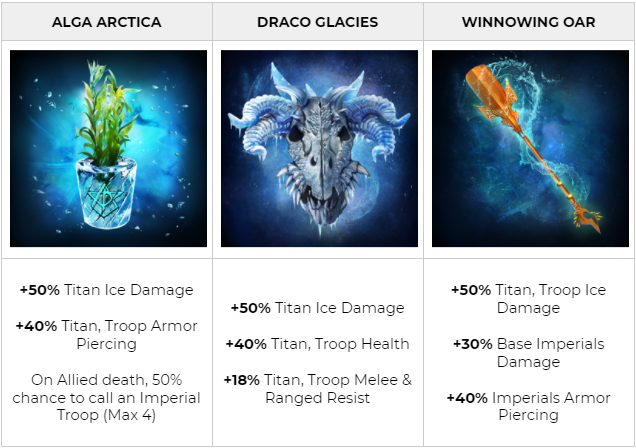 ALGA ARCTICA
DRACO GLACIES
WINNOWING OAR
+50% Titan Ice Damage
+40% Titan, Troop Armor
Piercing
On Allied death, 50%
chance to call an Imperial
Troop (Max 4)
+50% Titan Ice Damage
+40% Titan, Troop Health
+18% Titan, Troop Melee &
Ranged Resist
+50% Titan, Troop Ice
Damage
+30% Base Imperials
Damage
+40% Imperials Armor
Piercing